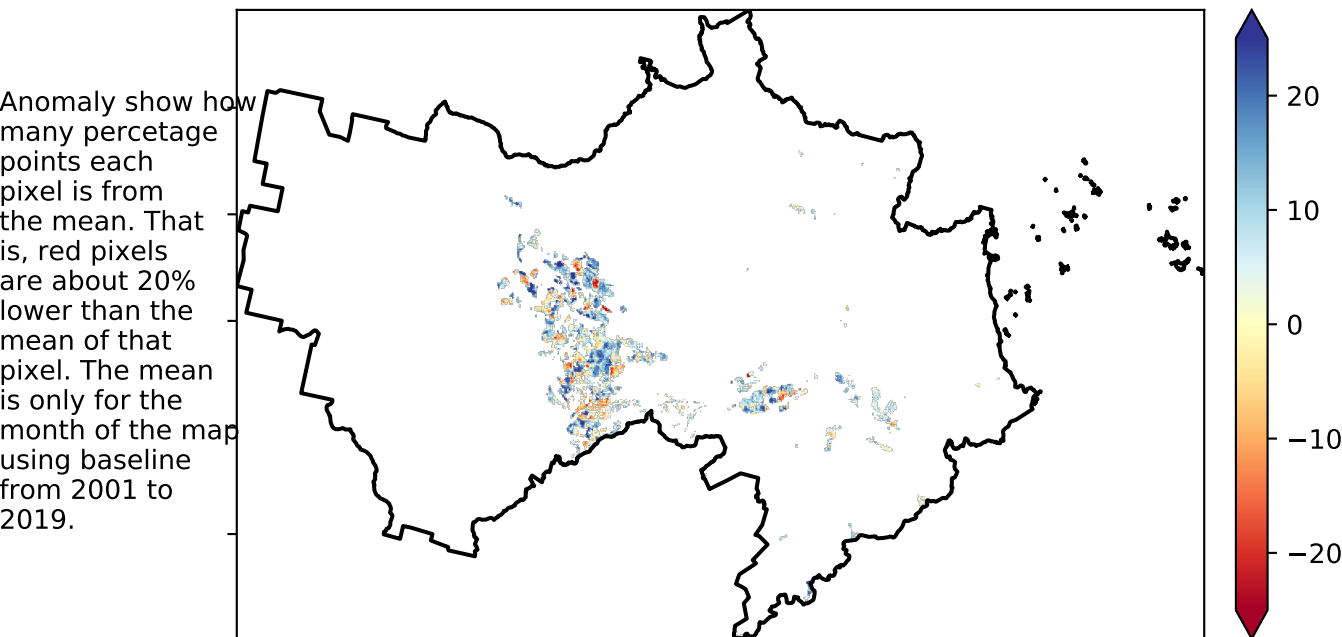 Anomaly show how
many percetage
points each
pixel is from
the mean. That
is, red pixels
are about 20%
lower than the
mean of that
pixel. The mean
is only for the
month of the map
using baseline
from 2001 to
2019.
20
10
0
−10
−20